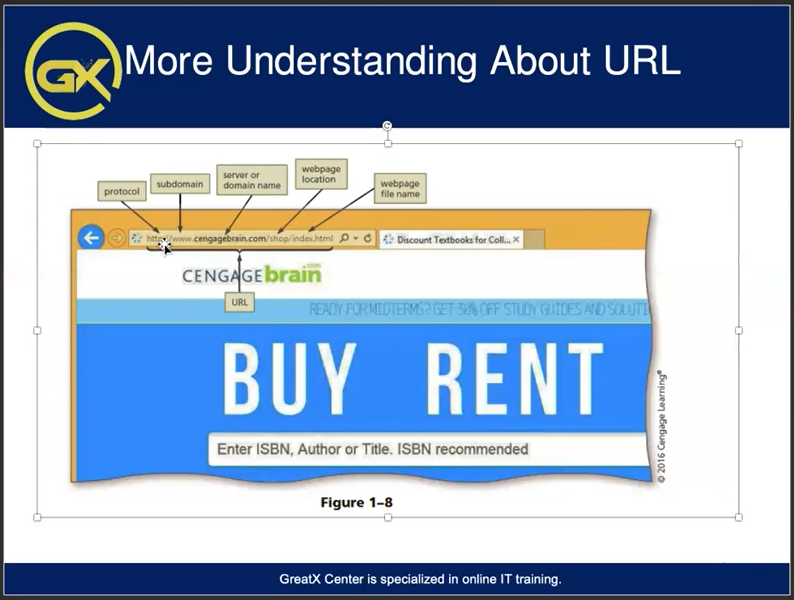 GX
More Understanding About URL
protocol
subdomain
server or
domain name
webpage
location
webpage
file name
http://www.cengagebrain.com/shop/index.html
Discount Textbooks for Coll...
CENGAGEbrain
.com
URL
READY FOR MIDTERMS? GET 30% OFF STUDY GUIDES AND SOLUTI
BUY RENT
Enter ISBN, Author or Title. ISBN recommended
© 2016 Cengage Learning®
Figure 1–8
GreatX Center is specialized in online IT training.